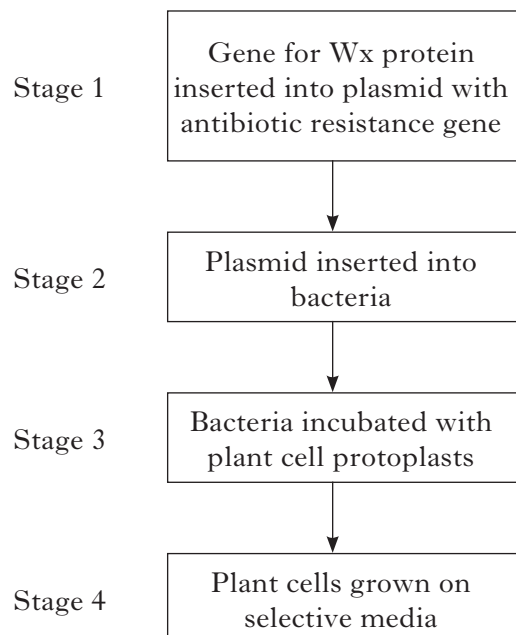 Stage 1
Gene for Wx protein
inserted into plasmid with
antibiotic resistance gene
Stage 2
Plasmid inserted into
bacteria
Stage 3
Bacteria incubated with
plant cell protoplasts
Stage 4
Plant cells grown on
selective media